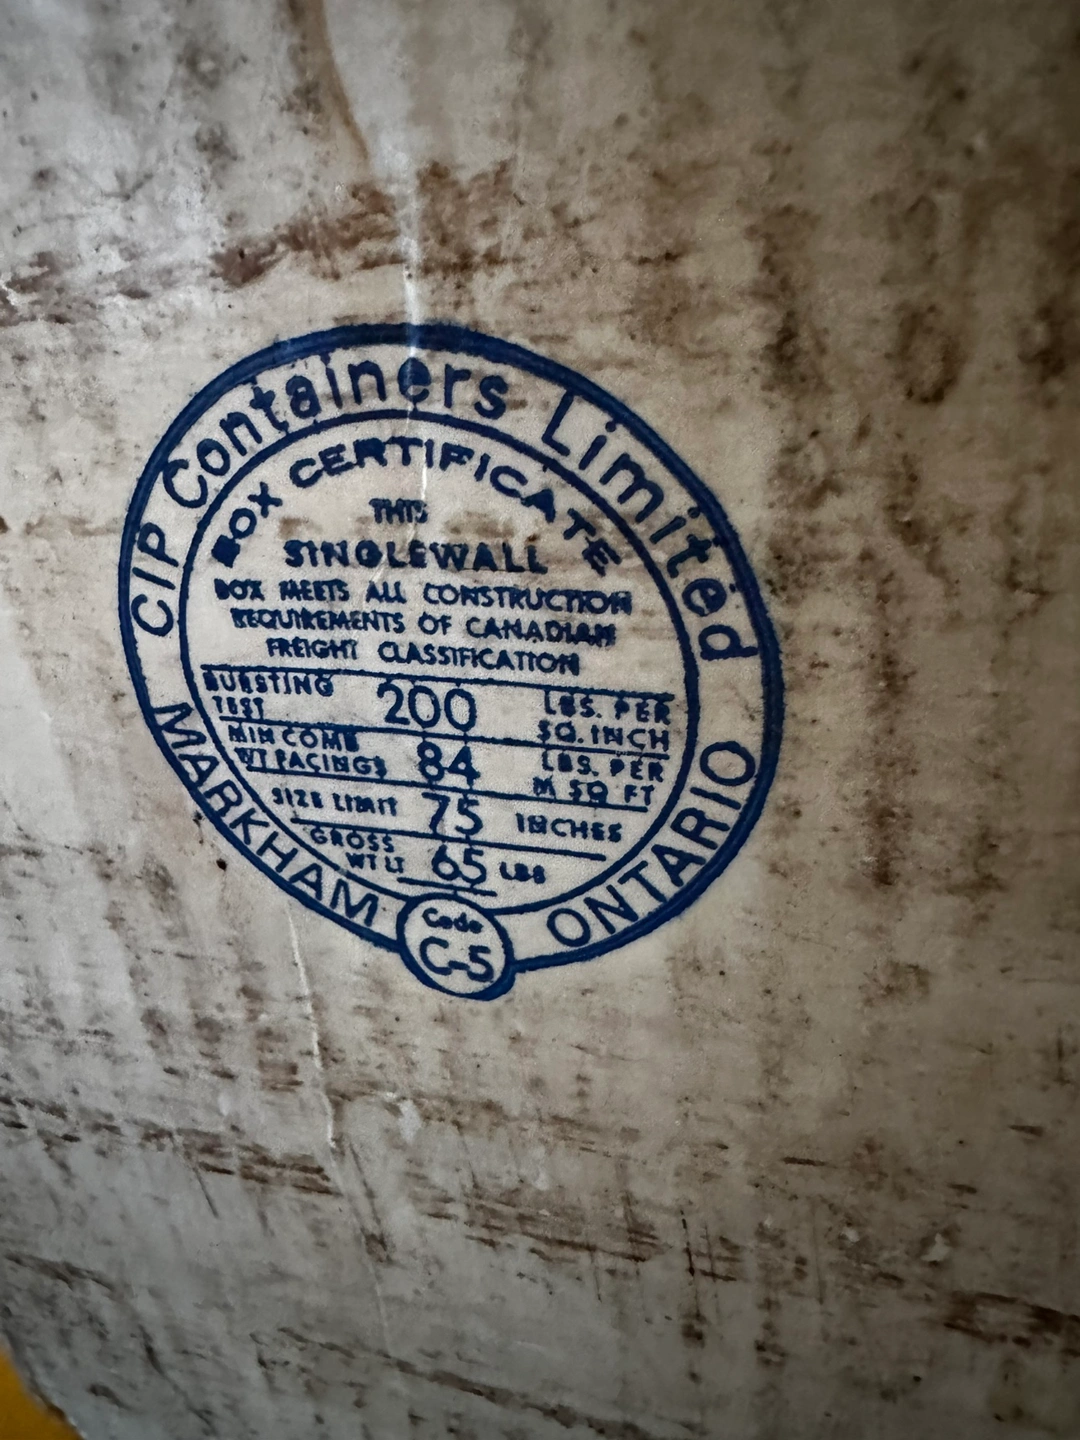 CIP Containers Limited
BOX CERTIFICATE
THIS
SINGLEWALL
BOX MEETS ALL CONSTRUCTION
REQUIREMENTS OF CANADIAN
FREIGHT CLASSIFICATION
BURSTING TEST 200 LBS. PER SQ. INCH
MIN COMB WT FACINGS 84 LBS. PER M SQ FT
SIZE LIMIT 75 INCHES
GROSS WT LT 65 LBS
MARKHAM ONTARIO
Code
C-5